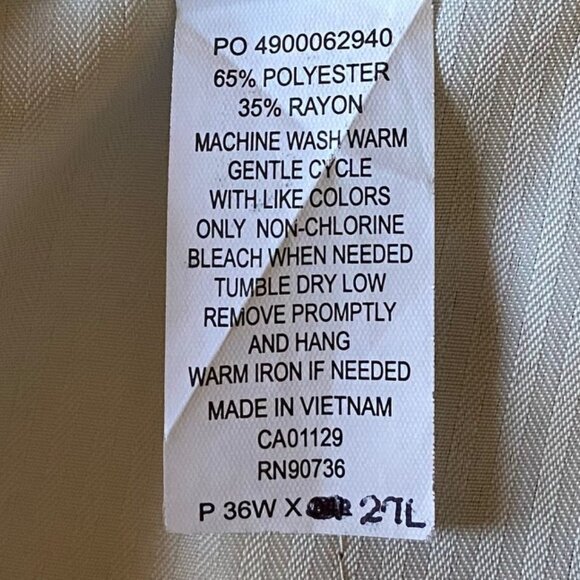 PO 4900062940
65% POLYESTER
35% RAYON
MACHINE WASH WARM
GENTLE CYCLE
WITH LIKE COLORS
ONLY NON-CHLORINE
BLEACH WHEN NEEDED
TUMBLE DRY LOW
REMOVE PROMPTLY
AND HANG
WARM IRON IF NEEDED
MADE IN VIETNAM
CA01129
RN90736
P 36W X 27L